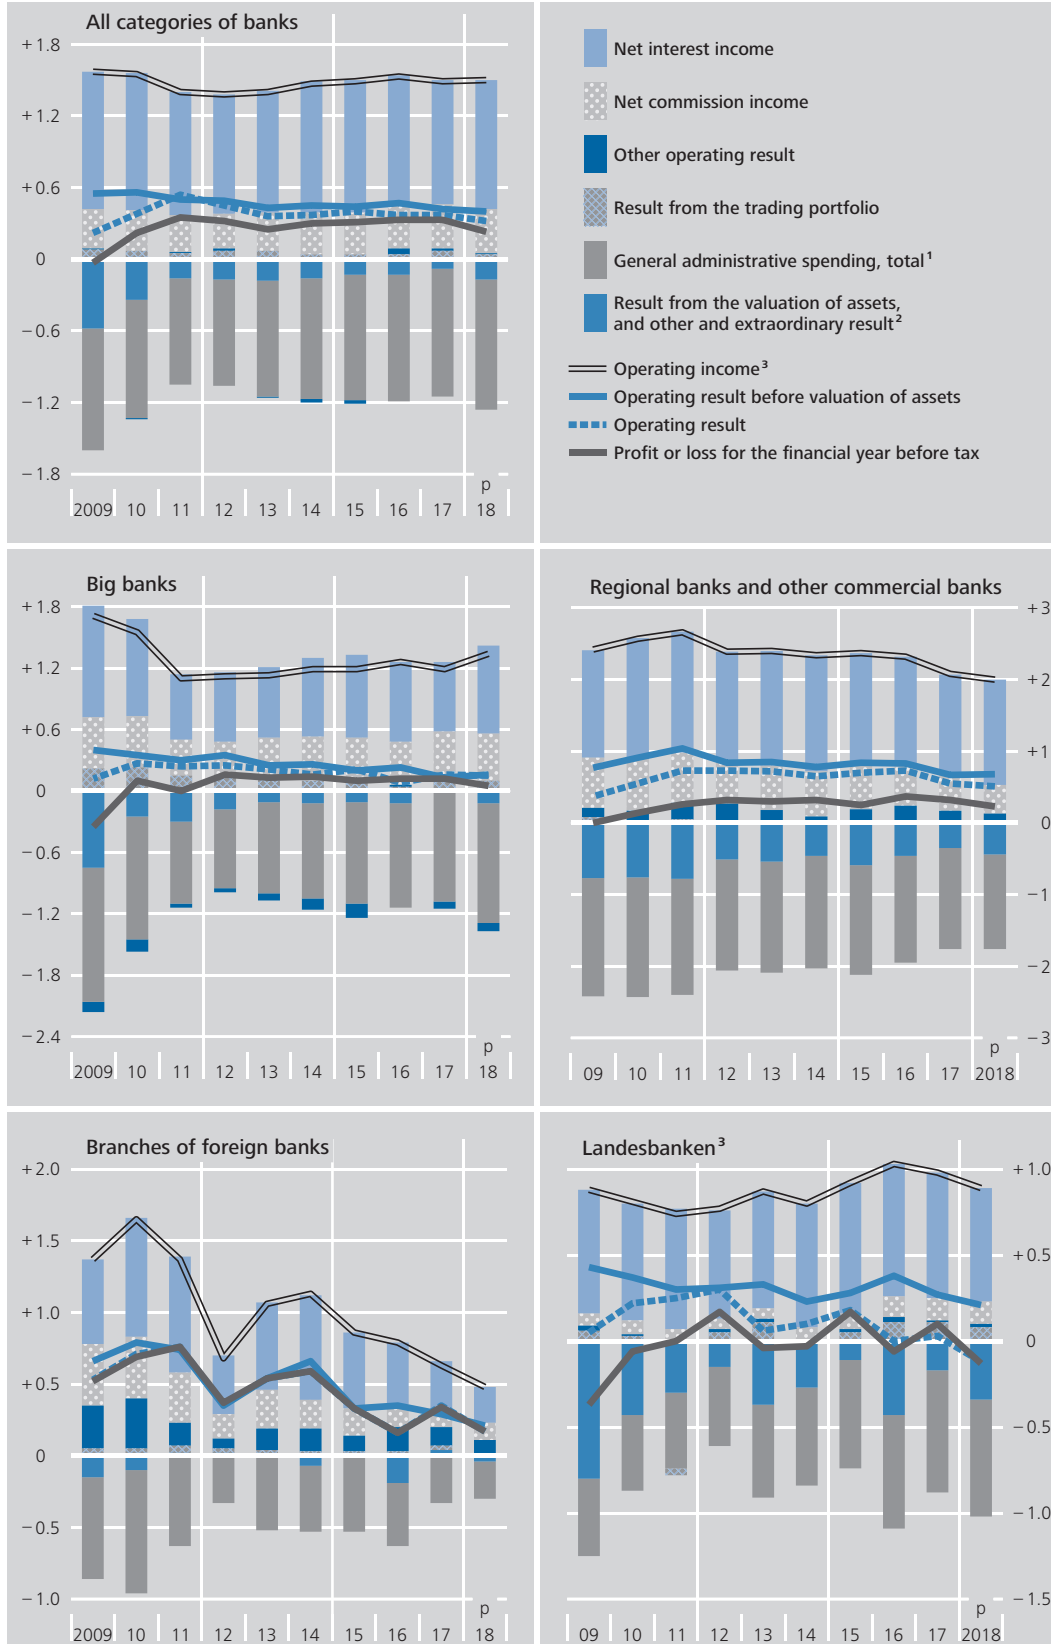 All categories of banks
+1.8
+1.2
+0.6
0
−0.6
−1.2
−1.8
p
2009 10 11 12 13 14 15 16 17 18
Net interest income
Net commission income
Other operating result
Result from the trading portfolio
General administrative spending, total 1
Result from the valuation of assets,
and other and extraordinary result 2
Operating income 3
Operating result before valuation of assets
Operating result
Profit or loss for the financial year before tax
Big banks
+1.8
+1.2
+0.6
0
−0.6
−1.2
−1.8
−2.4
p
2009 10 11 12 13 14 15 16 17 18
Regional banks and other commercial banks
+3
+2
+1
0
−1
−2
−3
p
09 10 11 12 13 14 15 16 17 2018
Branches of foreign banks
+2.0
+1.5
+1.0
+0.5
0
−0.5
−1.0
p
2009 10 11 12 13 14 15 16 17 18
Landesbanken 3
+1.0
+0.5
0
−0.5
−1.0
−1.5
p
09 10 11 12 13 14 15 16 17 2018